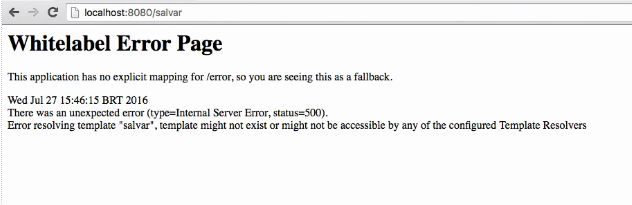 localhost:8080/salvar
Whitelabel Error Page
This application has no explicit mapping for /error, so you are seeing this as a fallback.
Wed Jul 27 15:46:15 BRT 2016
There was an unexpected error (type=Internal Server Error, status=500).
Error resolving template "salvar", template might not exist or might not be accessible by any of the configured Template Resolvers